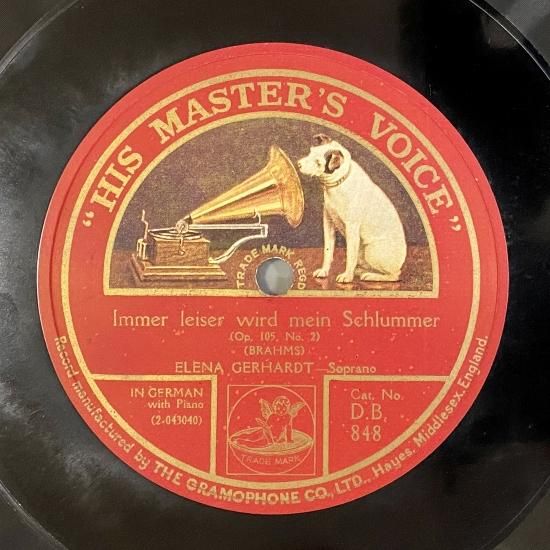 "HIS MASTER'S VOICE"
TRADE MARK REGD
Immer leiser wird mein Schlummer
(Op. 105, No. 2)
(BRAHMS)
ELENA GERHARDT—Soprano
IN GERMAN
with Piano
(2-043040)
TRADE MARK
Cat. No.
D.B.
848
Record manufactured by THE GRAMOPHONE CO., LTD., Hayes, Middlesex, England.